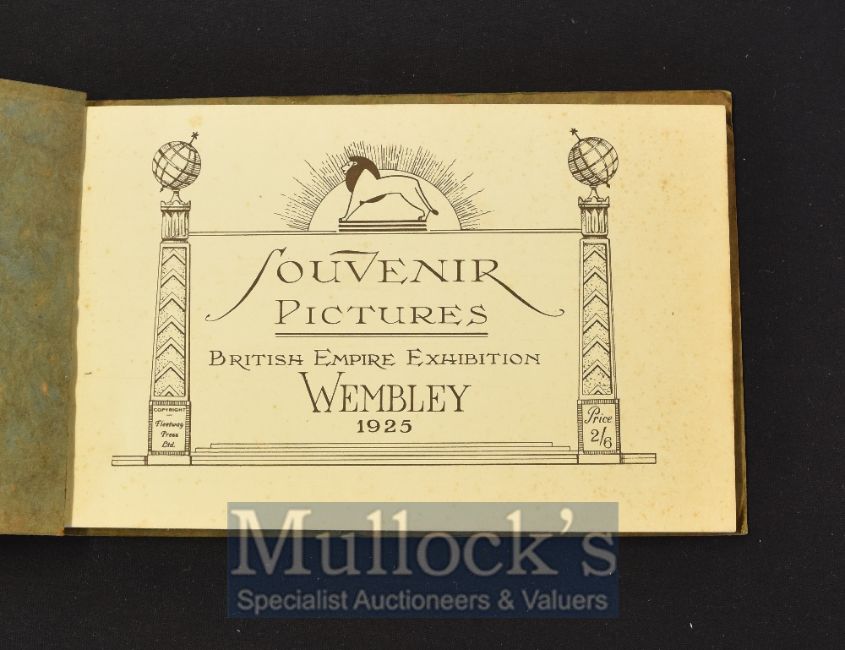 SOUVENIR
PICTURES
BRITISH EMPIRE EXHIBITION
WEMBLEY
1925
COPYRIGHT
Fleetway
Press
Ltd.
Price
2/6
Mullock's
Specialist Auctioneers & Valuers